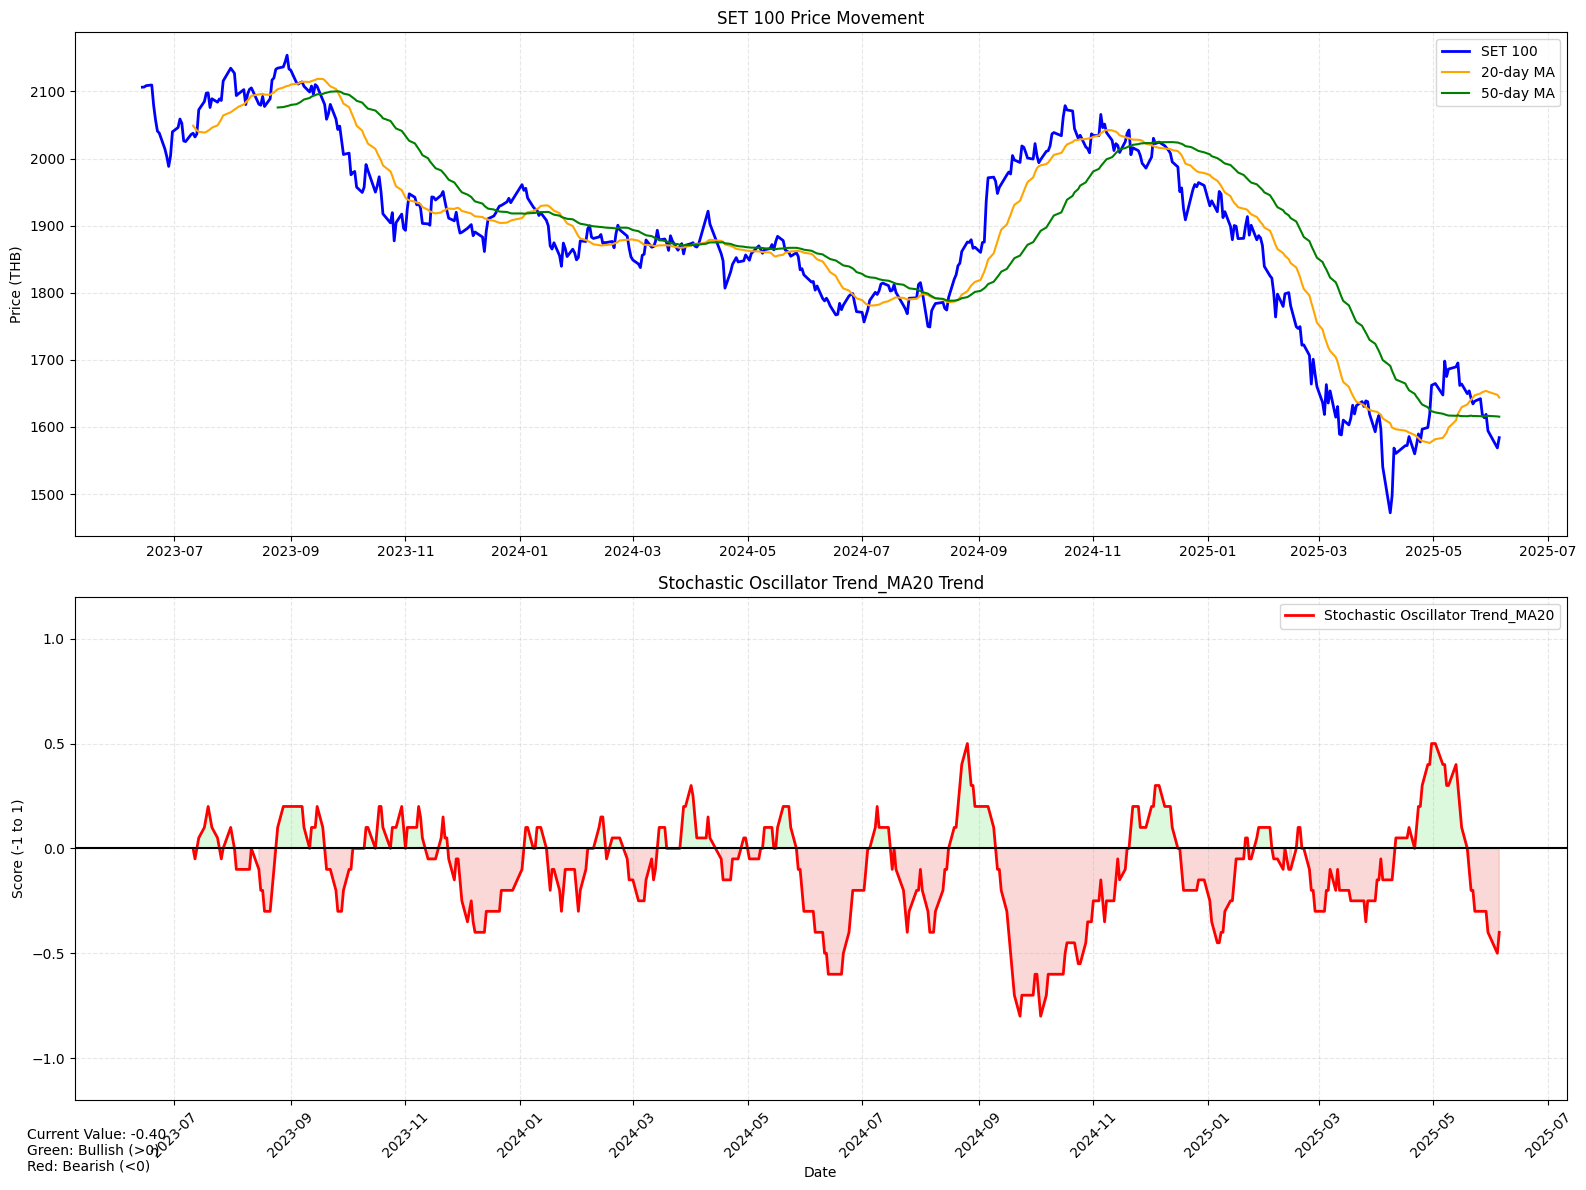 SET 100 Price Movement
SET 100
20-day MA
50-day MA
Price (THB)
2100
2000
1900
1800
1700
1600
1500
2023-07 2023-09 2023-11 2024-01 2024-03 2024-05 2024-07 2024-09 2024-11 2025-01 2025-03 2025-05 2025-07
Stochastic Oscillator Trend_MA20 Trend
Stochastic Oscillator Trend_MA20
Score (-1 to 1)
1.0
0.5
0.0
−0.5
−1.0
2023-07 2023-09 2023-11 2024-01 2024-03 2024-05 2024-07 2024-09 2024-11 2025-01 2025-03 2025-05 2025-07
Date
Current Value: -0.40
Green: Bullish (>0)
Red: Bearish (<0)